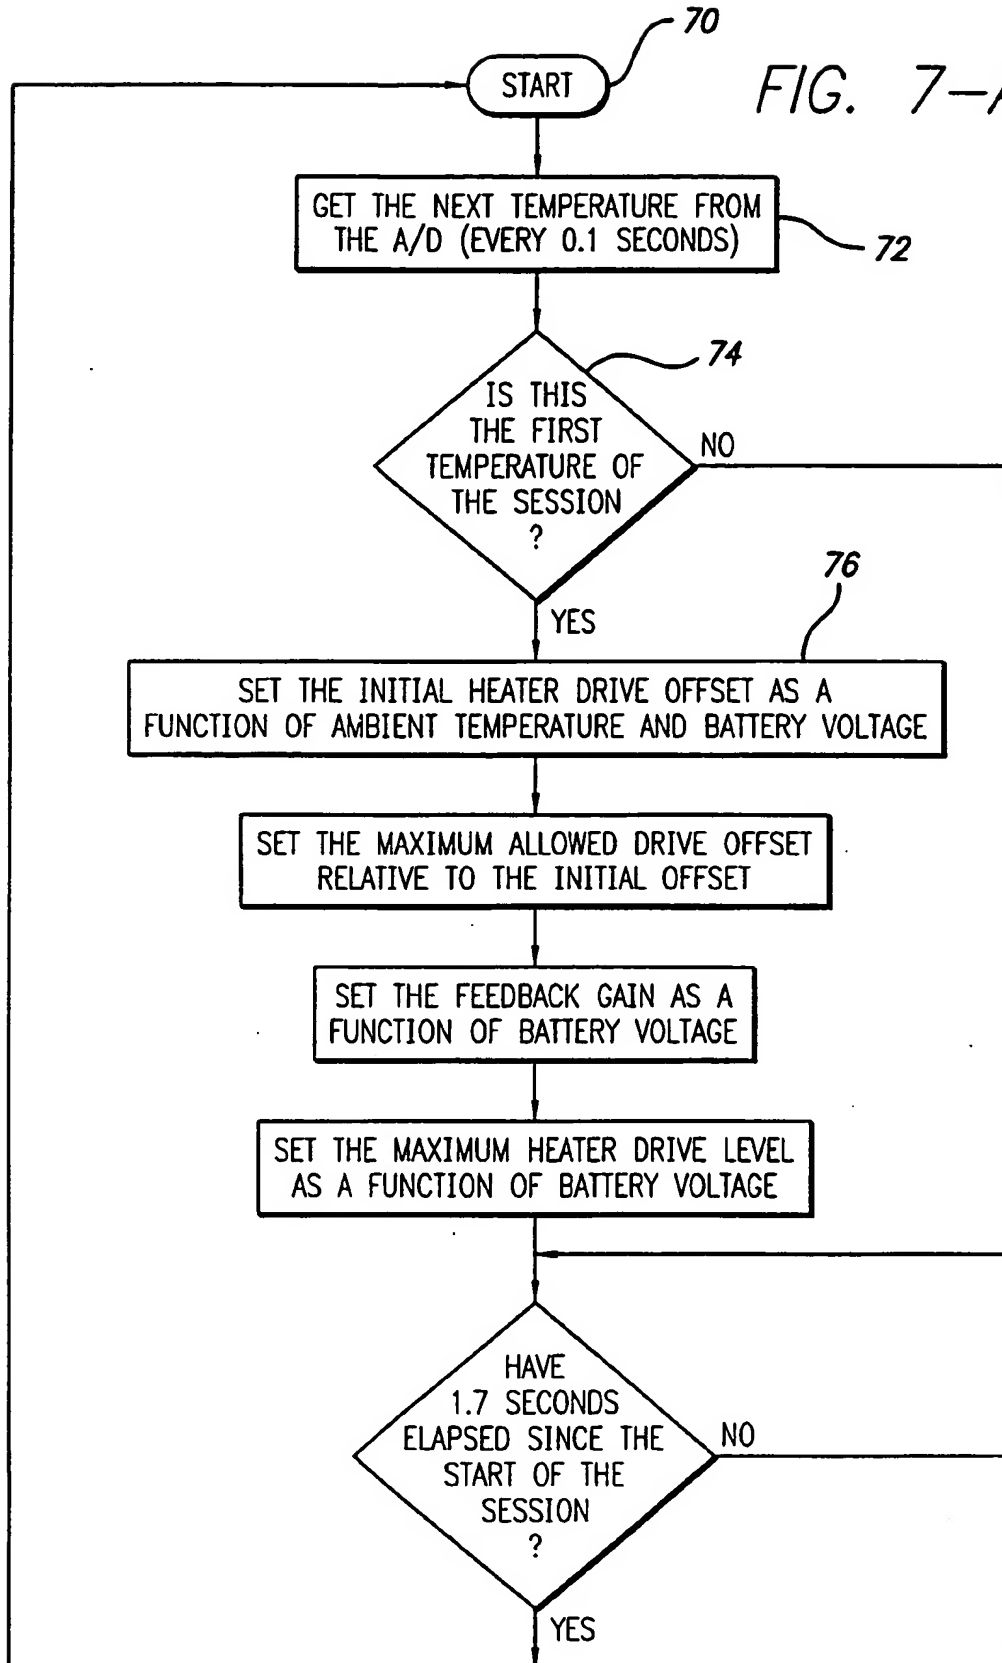 70
START
FIG. 7-A
GET THE NEXT TEMPERATURE FROM
THE A/D (EVERY 0.1 SECONDS)
72
74
IS THIS
THE FIRST
TEMPERATURE OF
THE SESSION
?
NO
76
YES
SET THE INITIAL HEATER DRIVE OFFSET AS A
FUNCTION OF AMBIENT TEMPERATURE AND BATTERY VOLTAGE
SET THE MAXIMUM ALLOWED DRIVE OFFSET
RELATIVE TO THE INITIAL OFFSET
SET THE FEEDBACK GAIN AS A
FUNCTION OF BATTERY VOLTAGE
SET THE MAXIMUM HEATER DRIVE LEVEL
AS A FUNCTION OF BATTERY VOLTAGE
HAVE
1.7 SECONDS
ELAPSED SINCE THE
START OF THE
SESSION
?
NO
YES